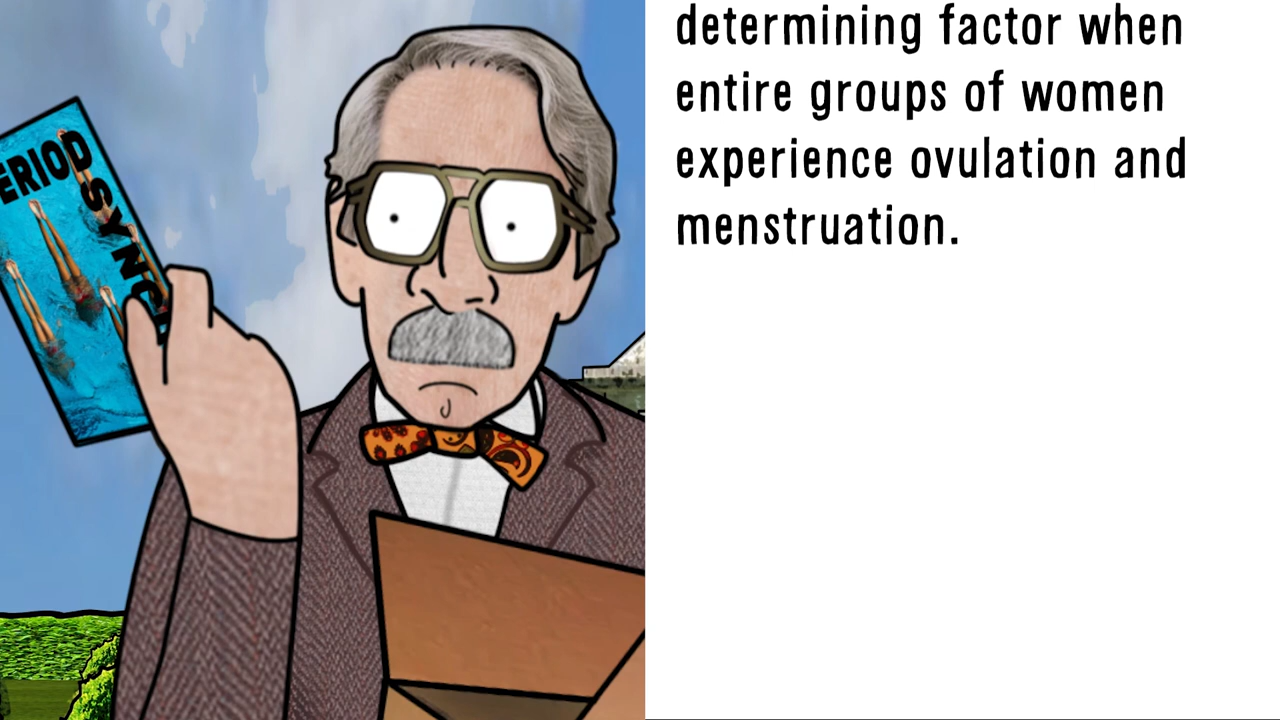 ERIOD
SYNC
determining factor when
entire groups of women
experience ovulation and
menstruation.